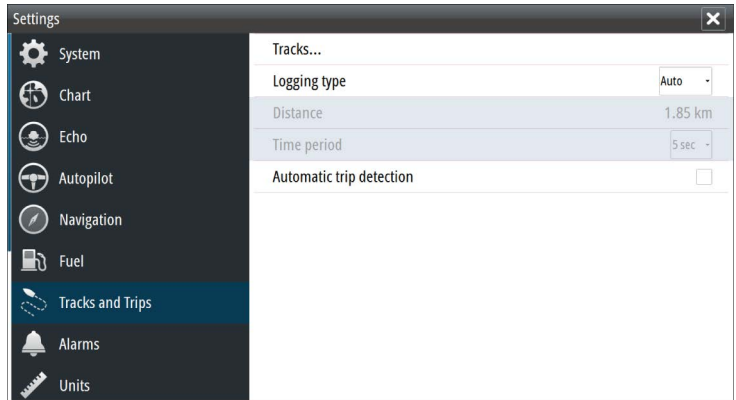 Settings
System
Chart
Echo
Autopilot
Navigation
Fuel
Tracks and Trips
Alarms
Units
Tracks...
Logging type Auto
Distance 1.85 km
Time period 5 sec
Automatic trip detection